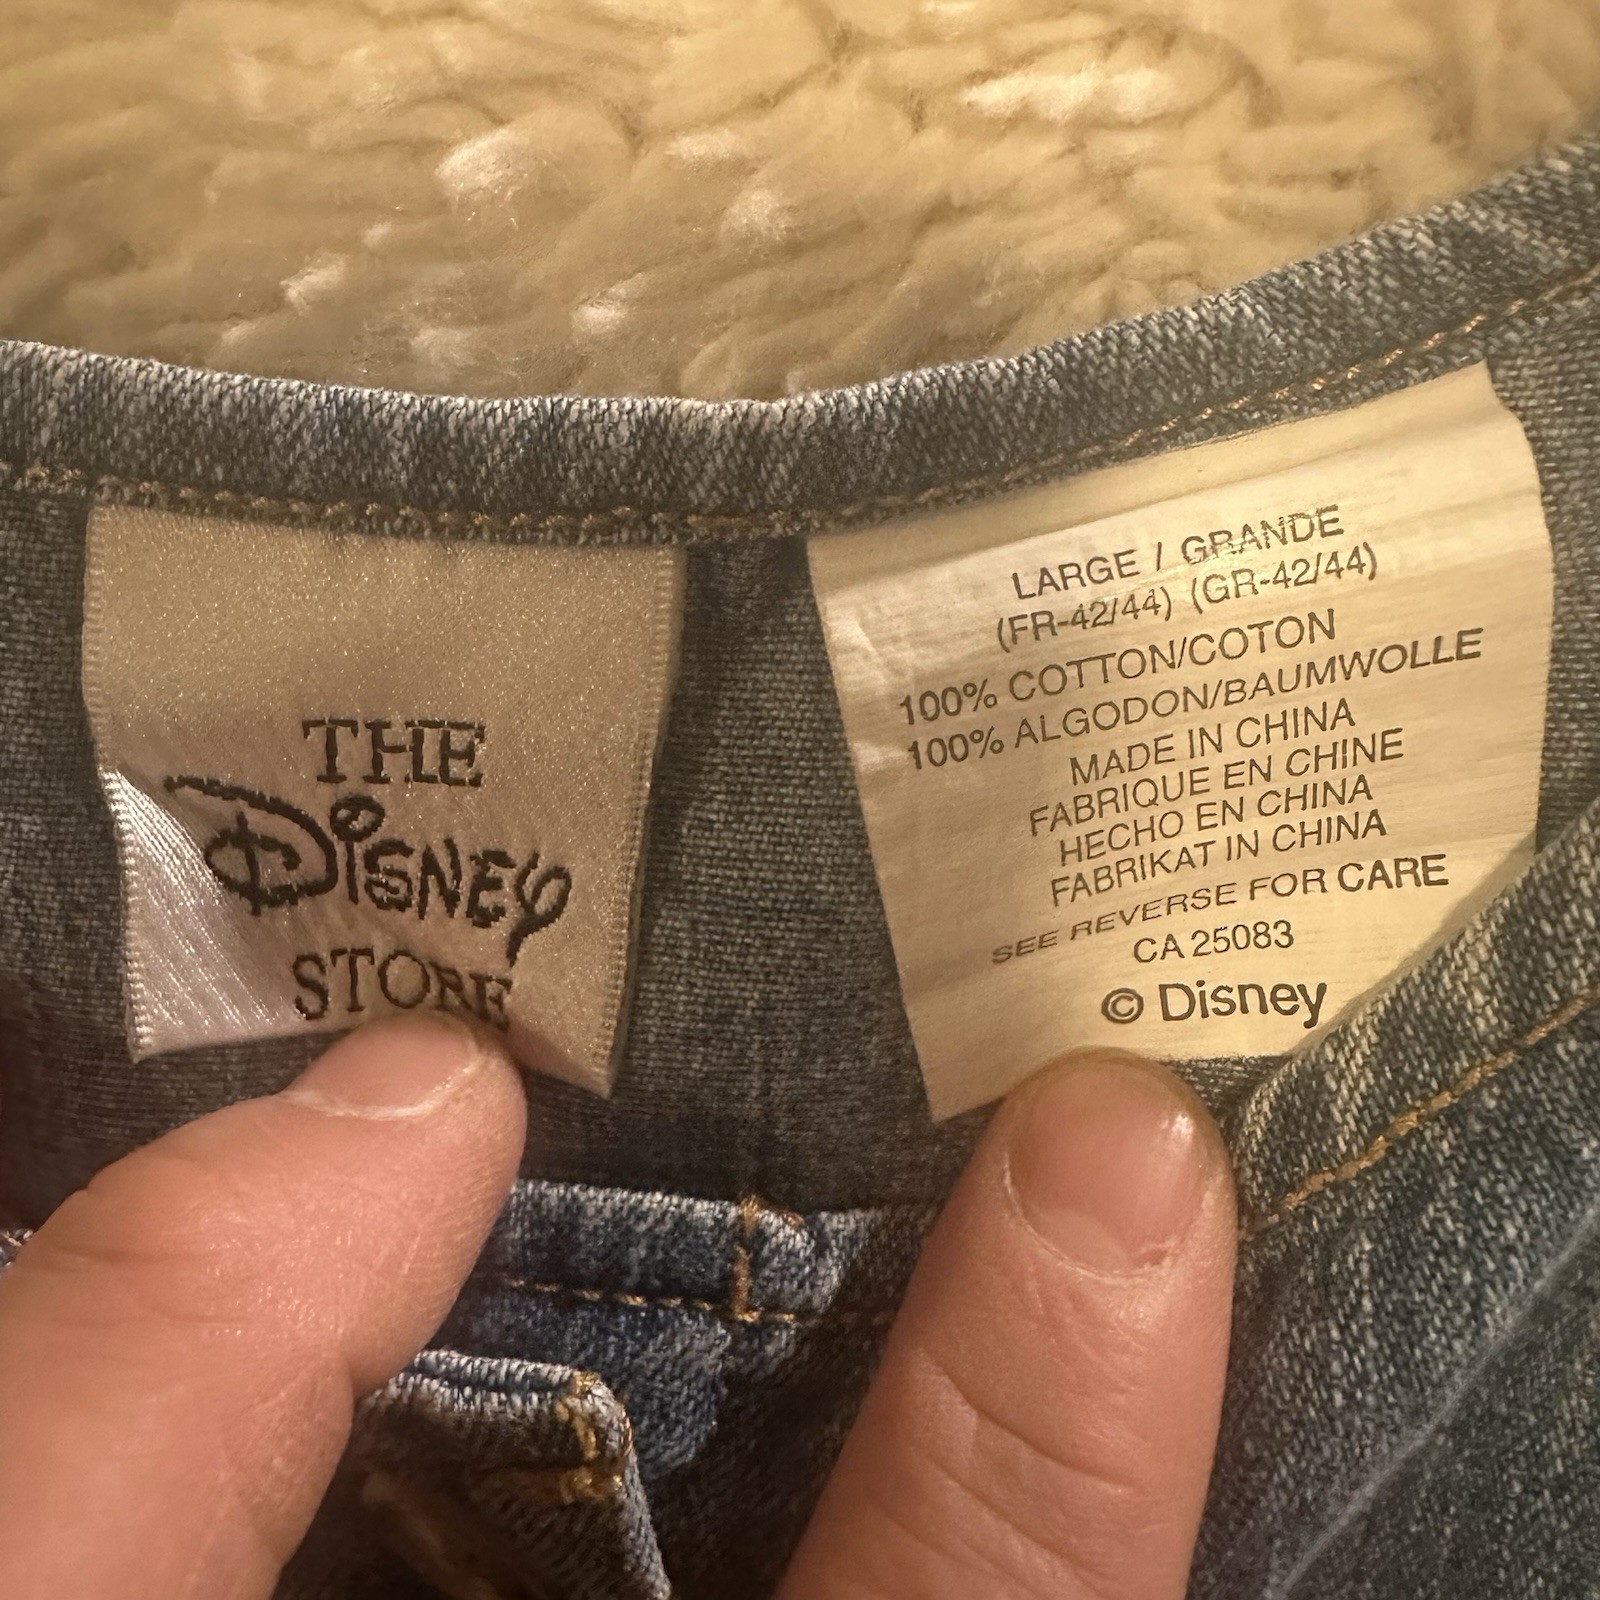 THE
Disney
STORE
LARGE / GRANDE
(FR-42/44) (GR-42/44)
100% COTTON/COTON
100% ALGODON/BAUMWOLLE
MADE IN CHINA
FABRIQUE EN CHINE
HECHO EN CHINA
FABRIKAT IN CHINA
SEE REVERSE FOR CARE
CA 25083
© Disney